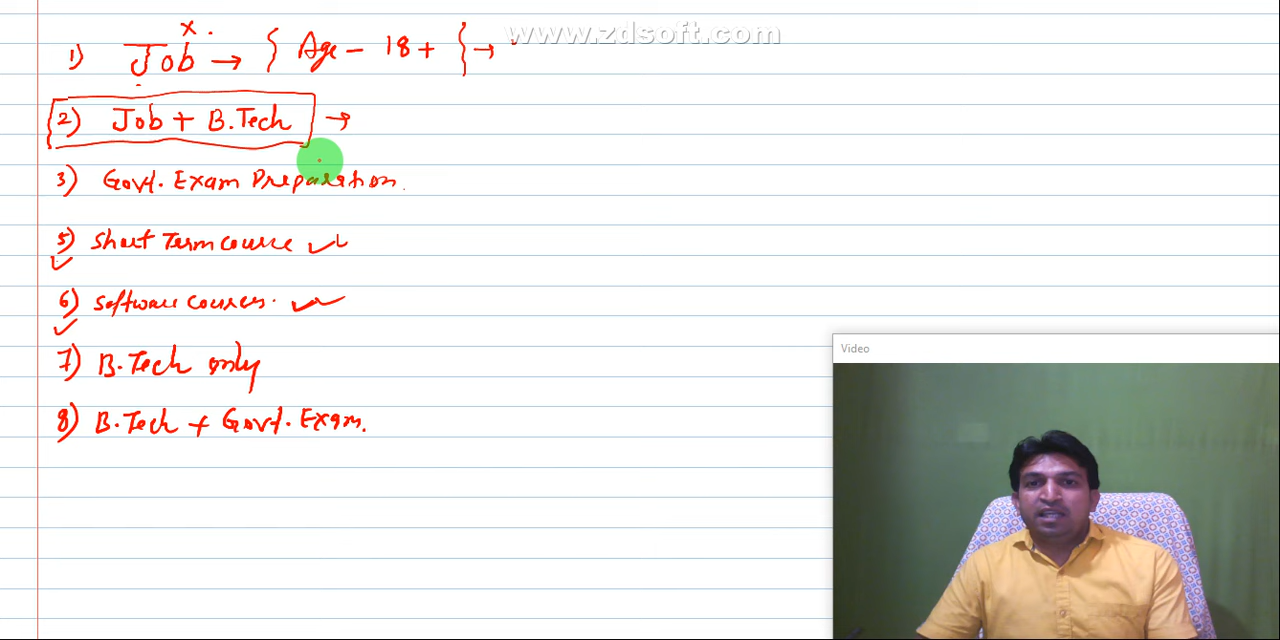 www.zdsoft.com
x .
1) Job → { Age - 18+ } →
2) Job + B.Tech →
3) Govt. Exam Preparation.
5) Short Term course ✓
✓
6) Software courses. ✓
✓
7) B.Tech only
8) B.Tech + Govt. Exam.
Video